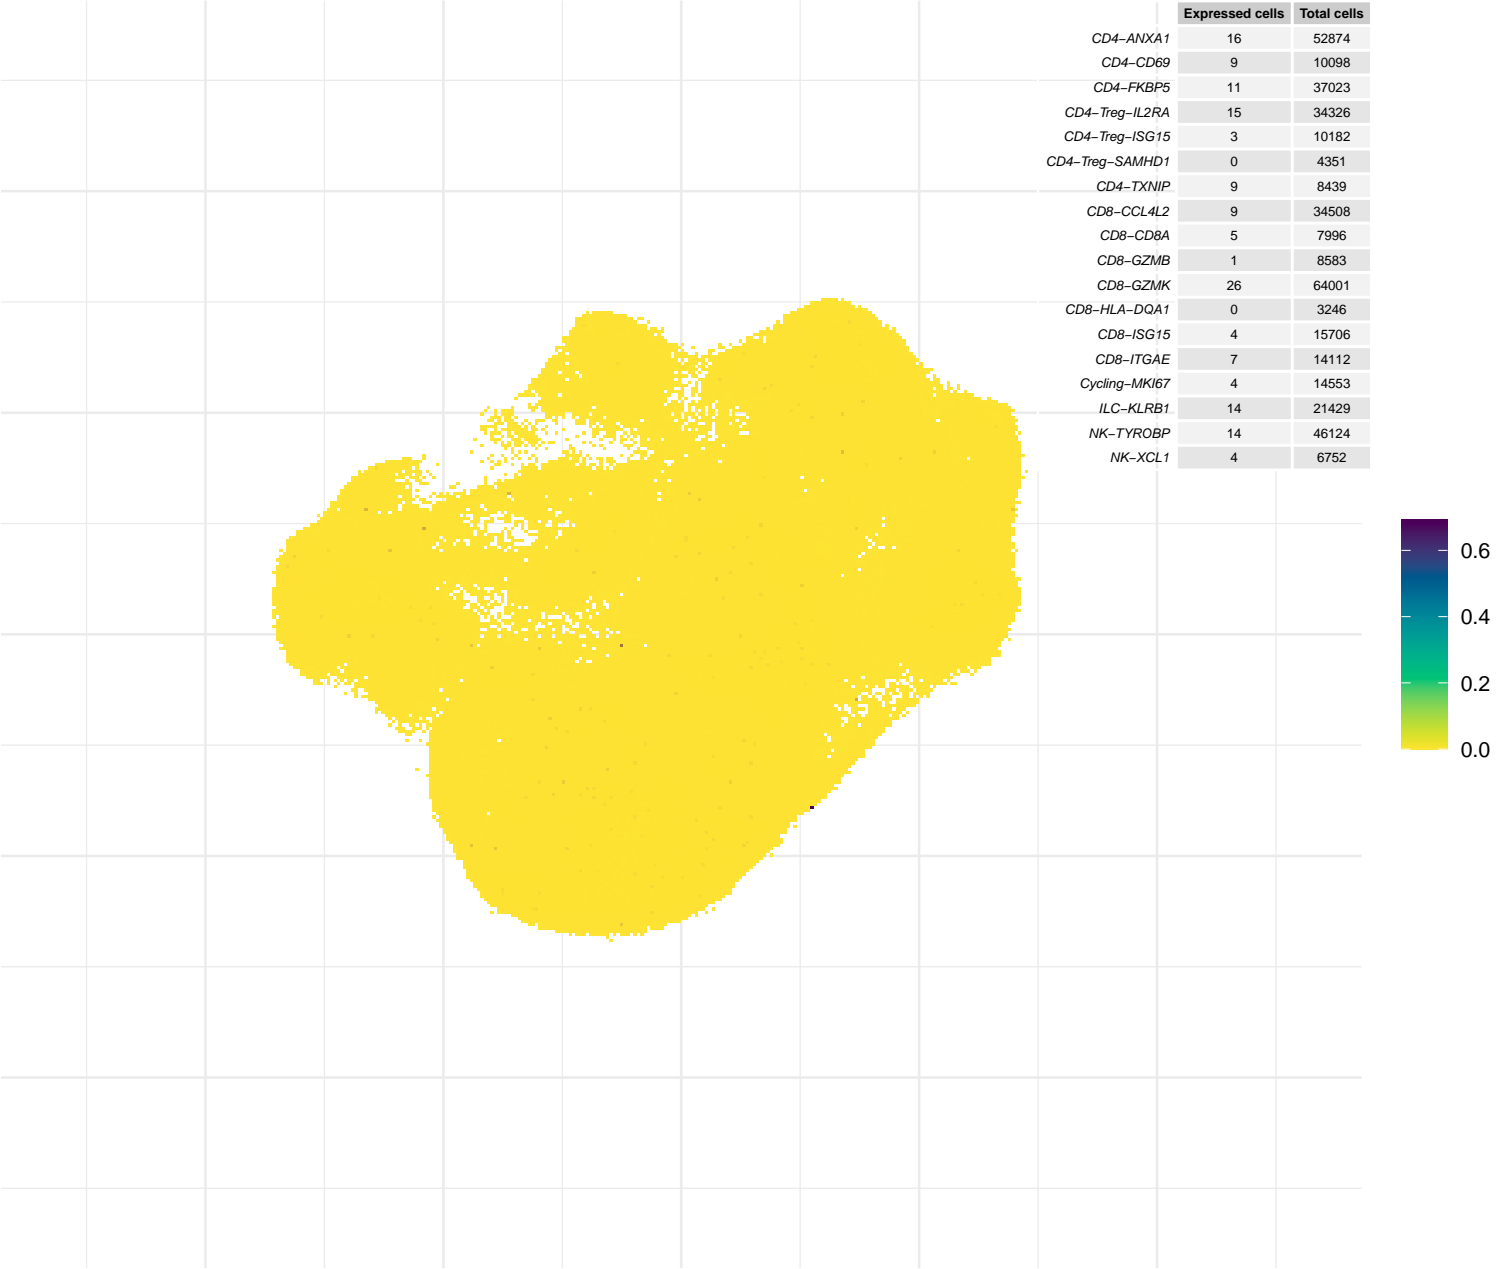 Expressed cells Total cells
CD4−ANXA1 16 52874
CD4−CD69 9 10098
CD4−FKBP5 11 37023
CD4−Treg−IL2RA 15 34326
CD4−Treg−ISG15 3 10182
CD4−Treg−SAMHD1 0 4351
CD4−TXNIP 9 8439
CD8−CCL4L2 9 34508
CD8−CD8A 5 7996
CD8−GZMB 1 8583
CD8−GZMK 26 64001
CD8−HLA−DQA1 0 3246
CD8−ISG15 4 15706
CD8−ITGAE 7 14112
Cycling−MKI67 4 14553
ILC−KLRB1 14 21429
NK−TYROBP 14 46124
NK−XCL1 4 6752
0.6
0.4
0.2
0.0